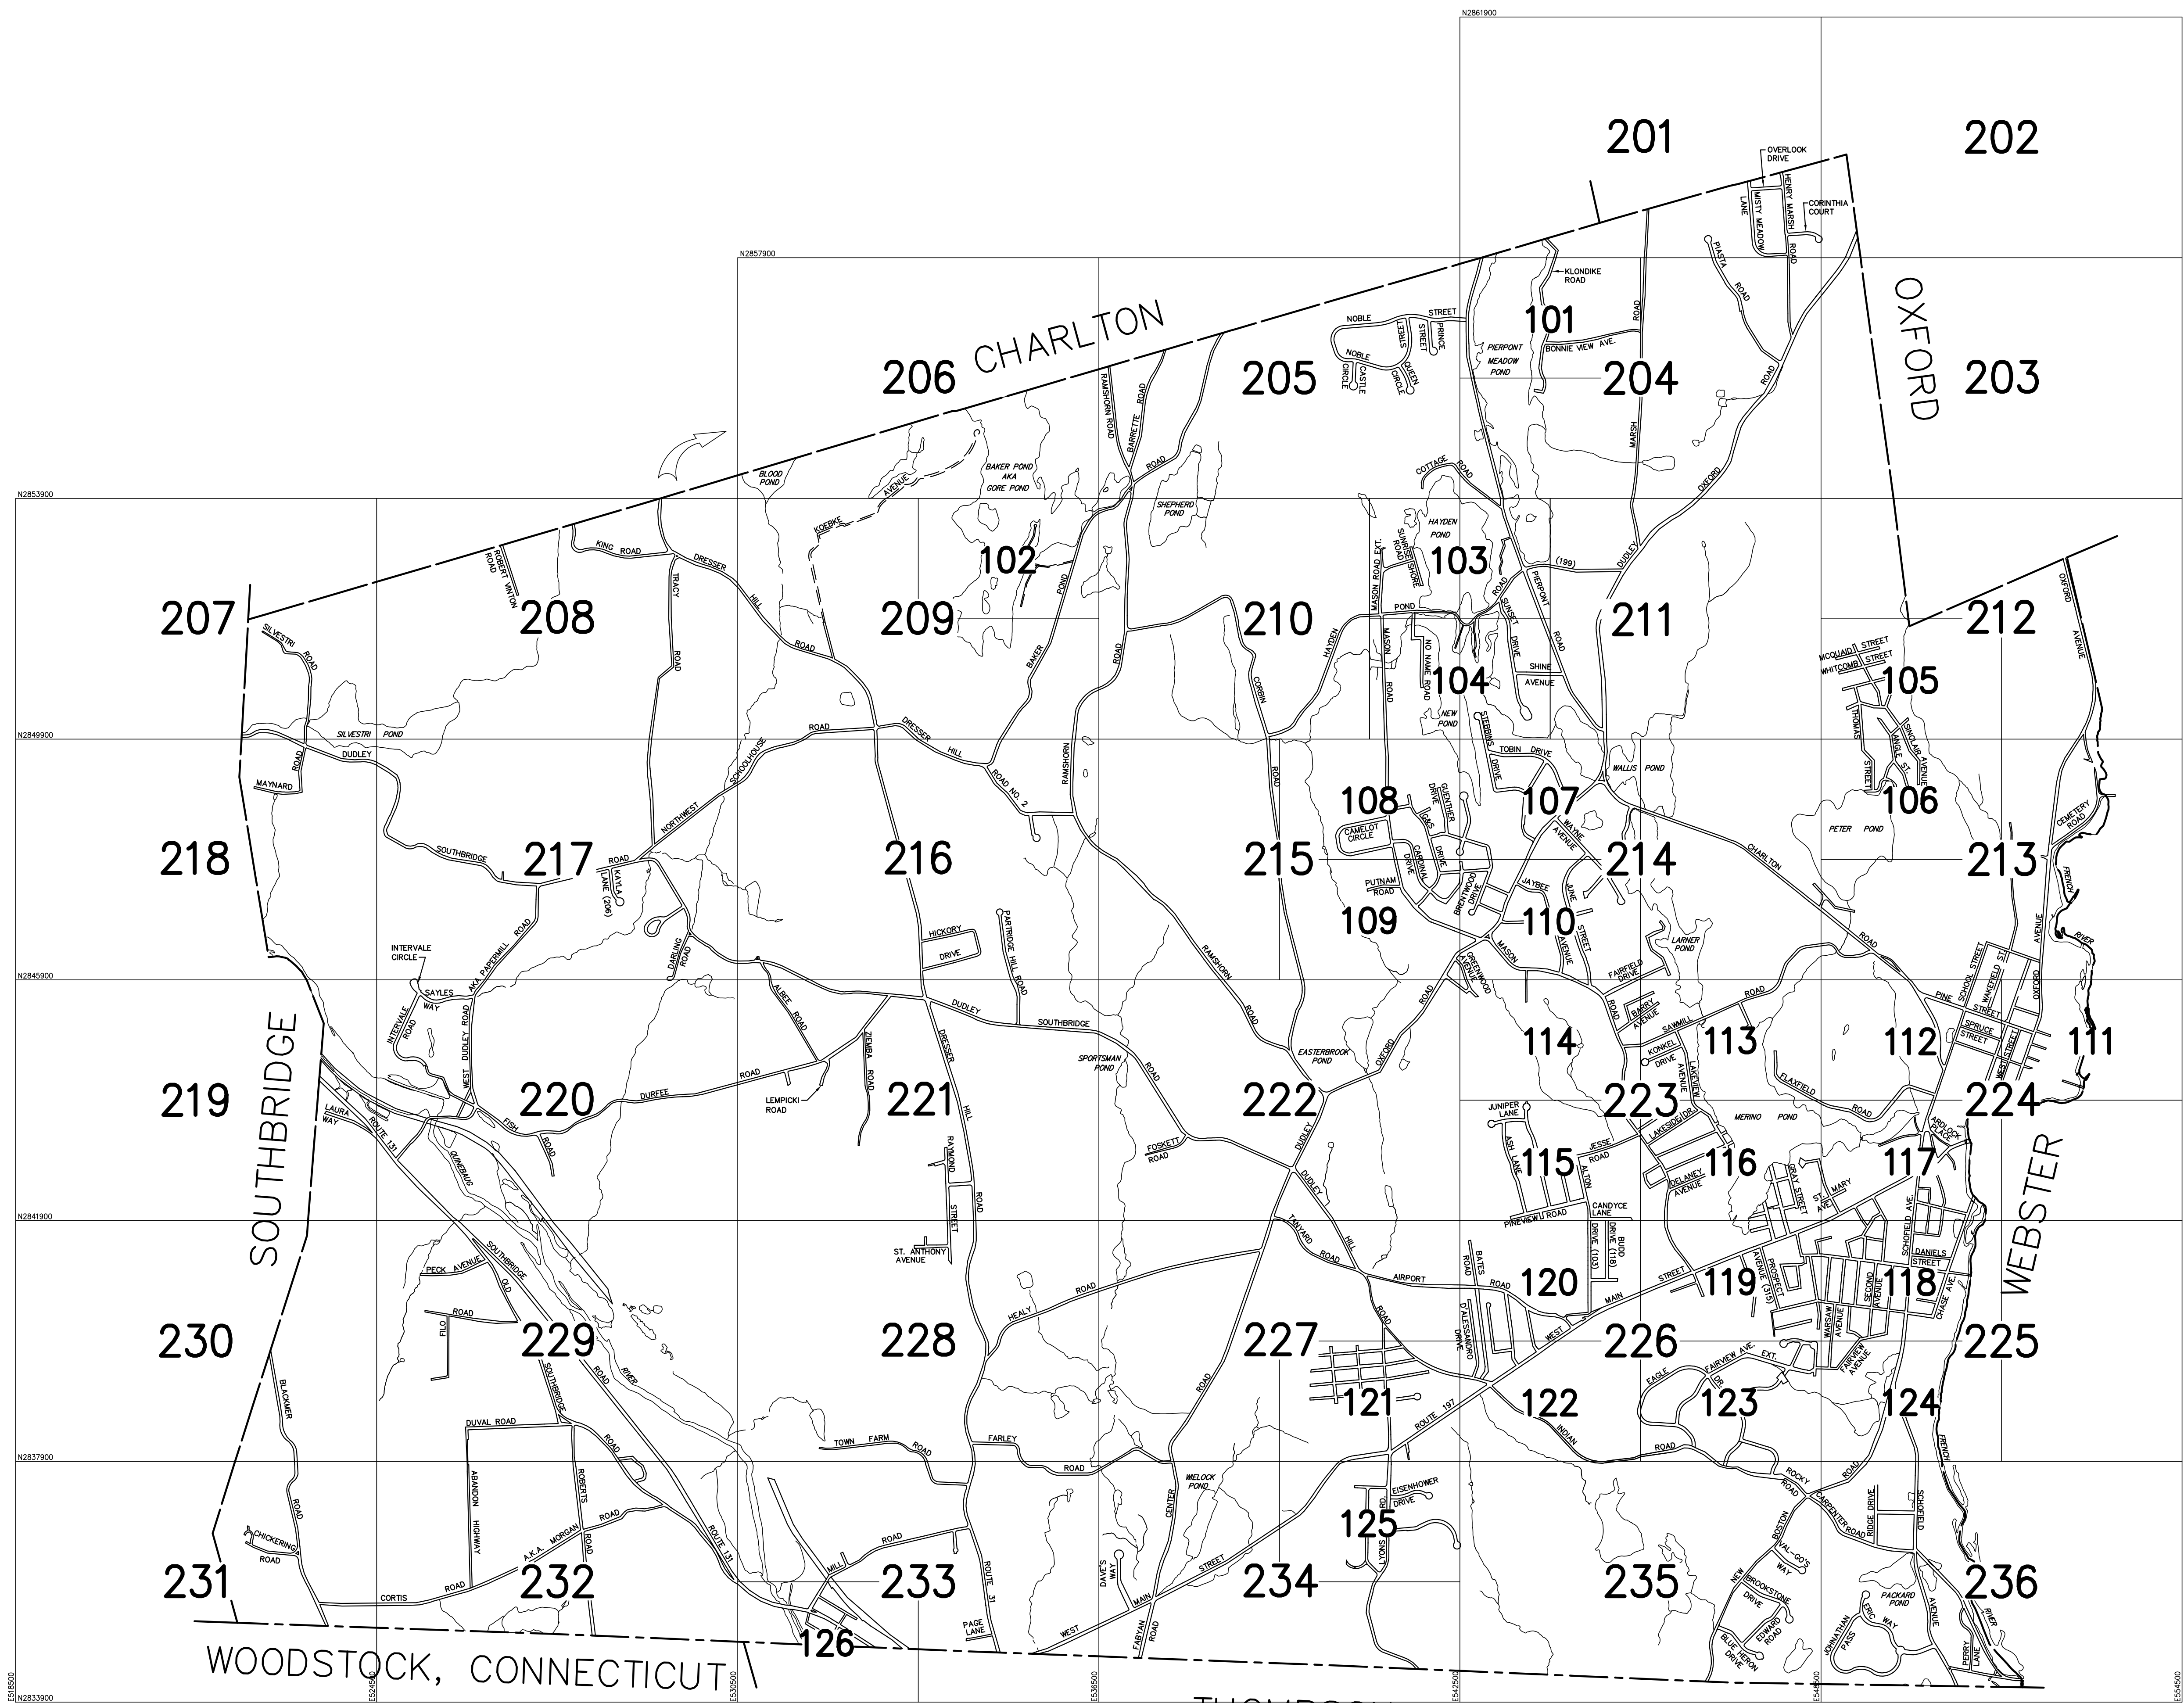 N2861900
201
202
OVERLOOK
DRIVE
HENRY MARSH
ROAD
MISTY MEADOW
LANE
CORINTHIA
COURT
PIASTA
ROAD
N2857900
KLONDIKE
ROAD
OXFORD
CHARLTON
101
NOBLE
STREET
STREET
STREET
PRINCE
NOBLE
CIRCLE
CASTLE
QUEEN
CIRCLE
PIERPONT
MEADOW
POND
BONNIE VIEW AVE.
ROAD
206
205
204
203
RAMSHORN ROAD
BARRETTE
ROAD
ROAD
MARSH
ROAD
OXFORD
COTTAGE
ROAD
BLOOD
POND
BAKER POND
AKA
GORE POND
AVENUE
KOEBKE
SHEPHERD
POND
N2853900
HAYDEN
POND
KING ROAD
ROBERT VINTON
ROAD
DRESSER
HILL
ROAD
TRACY
ROAD
102
103
SUNRISE
ROAD
SHORE
MASON ROAD EXT.
(199)
DUDLEY
PIERPONT
ROAD
POND
ROAD
207
208
209
210
211
212
OXFORD
AVENUE
SILVESTRI
ROAD
BAKER
POND
ROAD
CORBIN
HAYDEN
MASON
ROAD
NO NAME ROAD
SUNSET
DRIVE
SHINE
AVENUE
104
NEW
POND
MCQUAID STREET
WHITCOMB STREET
105
THOMAS
STREET
ANGLE ST.
SINCLAIR
AVENUE
SILVESTRI POND
N2849900
DUDLEY
ROAD
MAYNARD
ROAD
SCHOOLHOUSE
NORTHWEST
DRESSER
HILL
ROAD NO. 2
RAMSHORN
ROAD
STEBBINS
DRIVE
TOBIN DRIVE
WALLIS POND
108
107
106
GUENTHER
DRIVE
G&S
DRIVE
CAMELOT
CIRCLE
CARDINAL
DRIVE
WAYNE
AVENUE
PETER POND
CEMETERY
ROAD
CHARLTON
218
SOUTHBRIDGE
217
ROAD
KAYLA
LANE (206)
216
215
214
213
PUTNAM
ROAD
BRENTWOOD
DRIVE
JAYBEE
AVENUE
JUNE
STREET
FRENCH
RIVER
109
110
LARNER
POND
MASON
ROAD
HICKORY
DRIVE
PARTRIDGE HILL ROAD
DARLING
ROAD
INTERVALE
CIRCLE
AKA PAPERMILL ROAD
RAMSHORN
ROAD
GREENWOOD
AVENUE
FAIRFIELD
DRIVE
ROAD
SCHOOL STREET
WAKEFIELD ST.
AVENUE
OXFORD
N2845900
SAYLES
WAY
INTERVALE
ROAD
WEST DUDLEY ROAD
ALBEE
ROAD
ZIEMBA
ROAD
DUDLEY
SOUTHBRIDGE
ROAD
DRESSER
HILL
ROAD
SPORTSMAN
POND
EASTERBROOK
POND
OXFORD
ROAD
BARRY
AVENUE
SAWMILL
ROAD
PINE
STREET
SPRUCE
STREET
WEST STREET
114
113
112
111
KONKEL
DRIVE
LAKEVIEW
AVENUE
FLAXFIELD
ROAD
SOUTHBRIDGE
219
220
221
222
223
224
LAURA
WAY
ROUTE 131
FISH
ROAD
DURFEE
ROAD
LEMPICKI
ROAD
JUNIPER
LANE
ASH LANE
JESSE
ROAD
LAKESIDE DR.
MERINO POND
ARDLOCK
PLACE
QUINEBAUG
RAYMOND
STREET
FOSKETT
ROAD
DUDLEY
DUDLEY
HILL
ROAD
115
116
117
ALTON
DRIVE (103)
DELANEY
AVENUE
GRAY STREET
ST. MARY
AVE.
SCHOFIELD AVE.
WEBSTER
CANDYCE
LANE
PINEVIEW ROAD
BUDD
DRIVE (118)
N2841900
SOUTHBRIDGE
ROAD
PECK AVENUE
OLD
ST. ANTHONY
AVENUE
TANYARD
ROAD
BATES
ROAD
AIRPORT
ROAD
DANIELS
STREET
HEALY
ROAD
120
119
118
PROSPECT
AVENUE (315)
SECOND
AVENUE
CHASE AVE.
WARSAW
AVENUE
MAIN
STREET
WEST
D'ALESSANDRO
DRIVE
FILO
ROAD
230
229
228
227
226
225
RIVER
FAIRVIEW AVE.
EXT.
FAIRVIEW
AVENUE
EAGLE
DR
BLACKMER
ROAD
SOUTHBRIDGE
ROAD
ROAD
121
122
123
124
ROUTE 197
INDIAN
ROAD
DUVAL ROAD
TOWN FARM
ROAD
FARLEY
ROAD
N2837900
ABANDON
HIGHWAY
ROBERTS
ROAD
CENTER
WELOCK
POND
EISENHOWER
DRIVE
ROCKY
ROAD
ROAD
CARPENTER
ROAD
RIDGE DRIVE
SCHOFIELD
AVENUE
FRENCH
RIVER
CHICKERING
ROAD
A.K.A. MORGAN
ROAD
ROUTE 131
MILL
ROAD
ROUTE 31
125
LYONS
RD.
BOSTON
NEW
VAL-GO'S
WAY
231
CORTIS
ROAD
232
233
DAVE'S
WAY
STREET
234
235
BROOKSTONE
DRIVE
PACKARD
POND
236
126
PAGE
LANE
WEST
MAIN
FABYAN
ROAD
BLUE HERON
DRIVE
EDWARD
ROAD
ERIC
WAY
JOHNATHAN
PASS
PERRY
LANE
WOODSTOCK, CONNECTICUT
N2833900
E518500
E524500
E530500
E536500
E542500
E548500